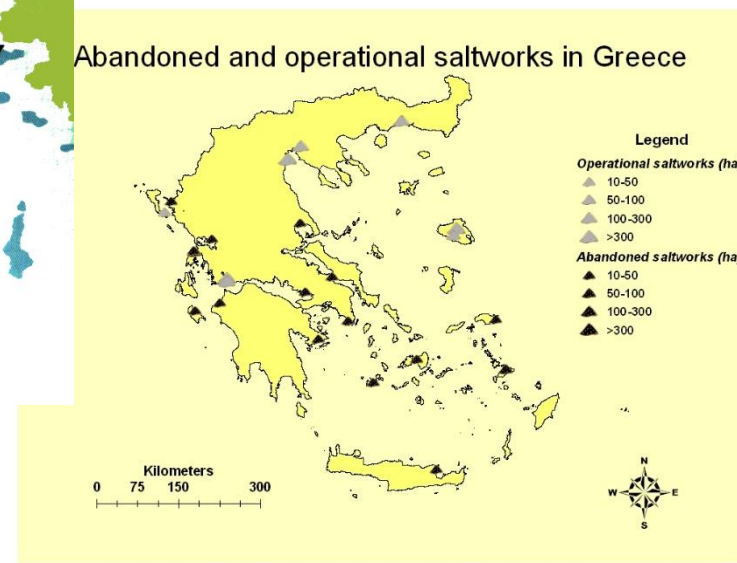 Abandoned and operational saltworks in Greece
Legend
Operational saltworks (ha
10-50
50-100
100-300
>300
Abandoned saltworks (ha
10-50
50-100
100-300
>300
Kilometers
0 75 150 300
N
W E
S